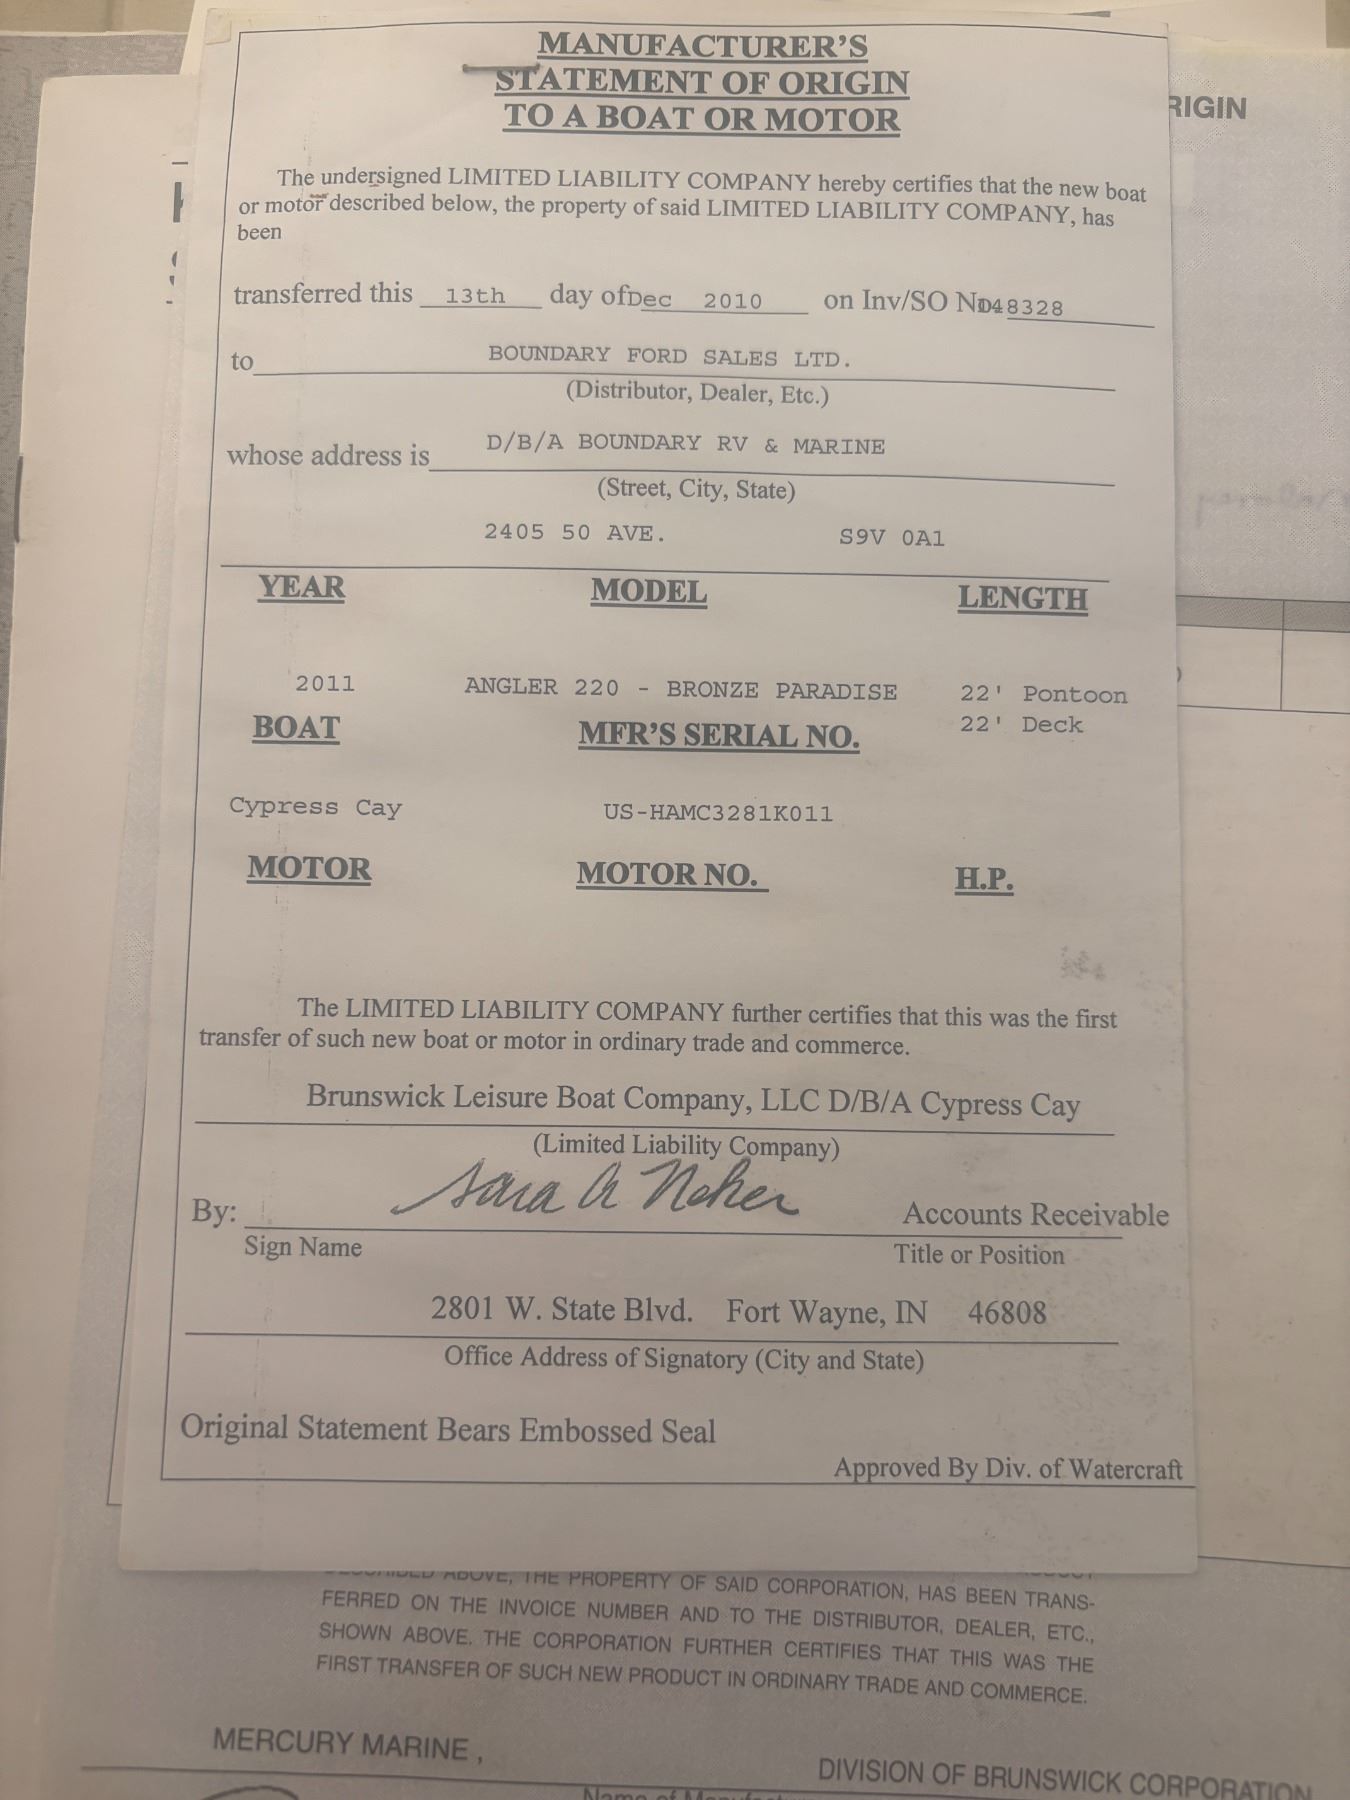 MANUFACTURER'S
STATEMENT OF ORIGIN
TO A BOAT OR MOTOR
RIGIN
The undersigned LIMITED LIABILITY COMPANY hereby certifies that the new boat
or motor described below, the property of said LIMITED LIABILITY COMPANY, has
been
transferred this 13th day of Dec 2010 on Inv/SO No D48328
to BOUNDARY FORD SALES LTD.
(Distributor, Dealer, Etc.)
whose address is D/B/A BOUNDARY RV & MARINE
(Street, City, State)
2405 50 AVE. S9V 0A1
YEAR MODEL LENGTH
2011 ANGLER 220 - BRONZE PARADISE 22' Pontoon
22' Deck
BOAT MFR'S SERIAL NO.
Cypress Cay US-HAMC3281K011
MOTOR MOTOR NO. H.P.
The LIMITED LIABILITY COMPANY further certifies that this was the first
transfer of such new boat or motor in ordinary trade and commerce.
Brunswick Leisure Boat Company, LLC D/B/A Cypress Cay
(Limited Liability Company)
By: Sara A Neher Accounts Receivable
Sign Name Title or Position
2801 W. State Blvd. Fort Wayne, IN 46808
Office Address of Signatory (City and State)
Original Statement Bears Embossed Seal
Approved By Div. of Watercraft
ABOVE, THE PROPERTY OF SAID CORPORATION, HAS BEEN TRANS-
FERRED ON THE INVOICE NUMBER AND TO THE DISTRIBUTOR, DEALER, ETC.,
SHOWN ABOVE. THE CORPORATION FURTHER CERTIFIES THAT THIS WAS THE
FIRST TRANSFER OF SUCH NEW PRODUCT IN ORDINARY TRADE AND COMMERCE.
MERCURY MARINE,
DIVISION OF BRUNSWICK CORPORATION